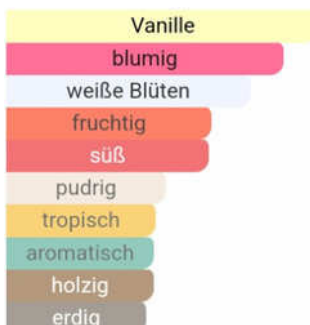 Vanille
blumig
weiße Blüten
fruchtig
süß
pudrig
tropisch
aromatisch
holzig
erdig